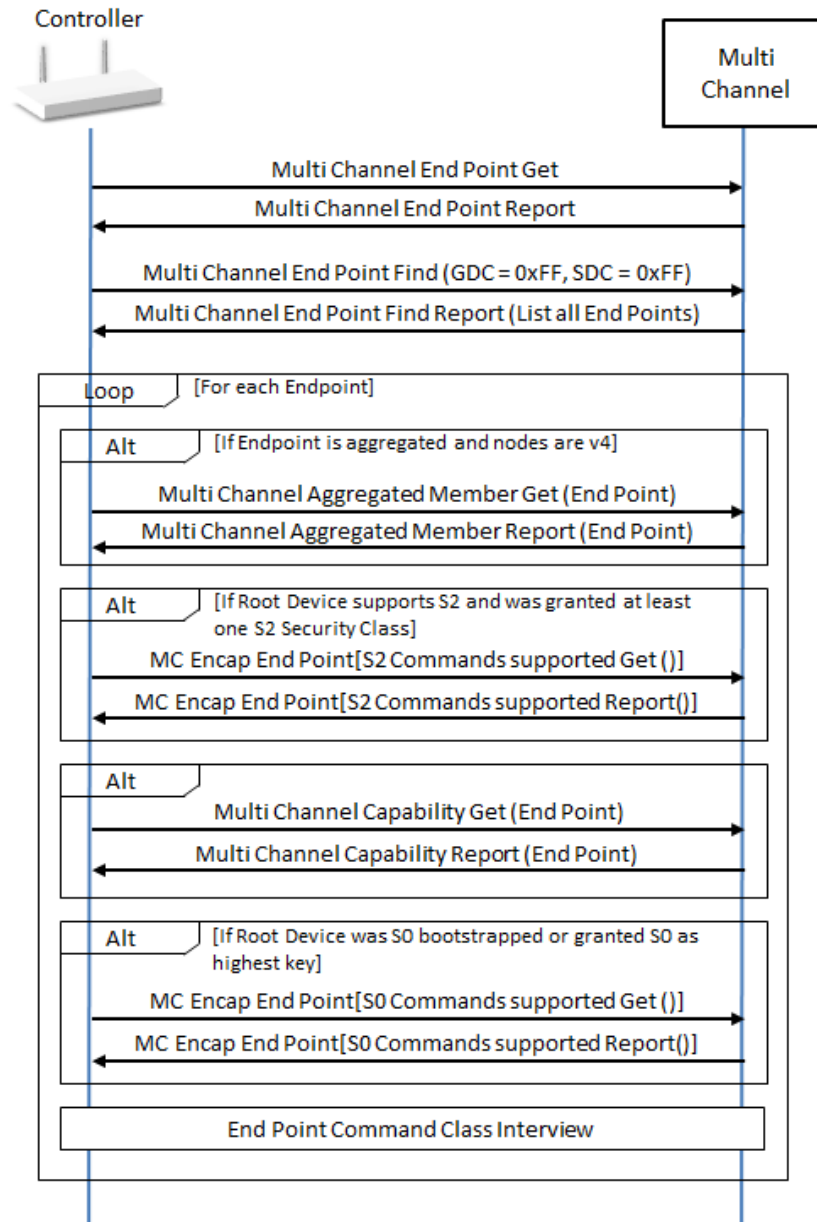 Controller
Multi
Channel
Multi Channel End Point Get
Multi Channel End Point Report
Multi Channel End Point Find (GDC = 0xFF, SDC = 0xFF)
Multi Channel End Point Find Report (List all End Points)
Loop
[For each Endpoint]
Alt
[If Endpoint is aggregated and nodes are v4]
Multi Channel Aggregated Member Get (End Point)
Multi Channel Aggregated Member Report (End Point)
Alt
[If Root Device supports S2 and was granted at least
one S2 Security Class]
MC Encap End Point[S2 Commands supported Get ()]
MC Encap End Point[S2 Commands supported Report()]
Alt
Multi Channel Capability Get (End Point)
Multi Channel Capability Report (End Point)
Alt
[If Root Device was S0 bootstrapped or granted S0 as
highest key]
MC Encap End Point[S0 Commands supported Get ()]
MC Encap End Point[S0 Commands supported Report()]
End Point Command Class Interview